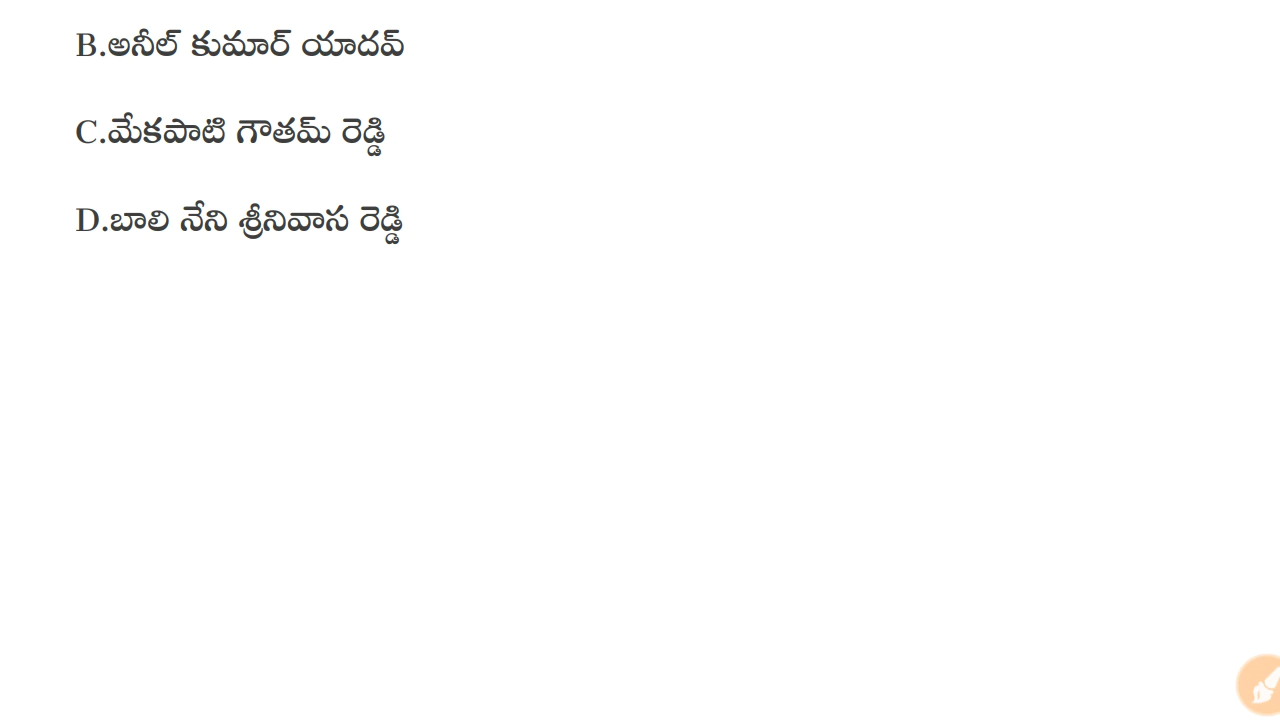 B.అనీల్ కుమార్ యాదవ్
C.మేకపాటి గౌతమ్ రెడ్డి
D.బాలి నేని శ్రీనివాస రెడ్డి